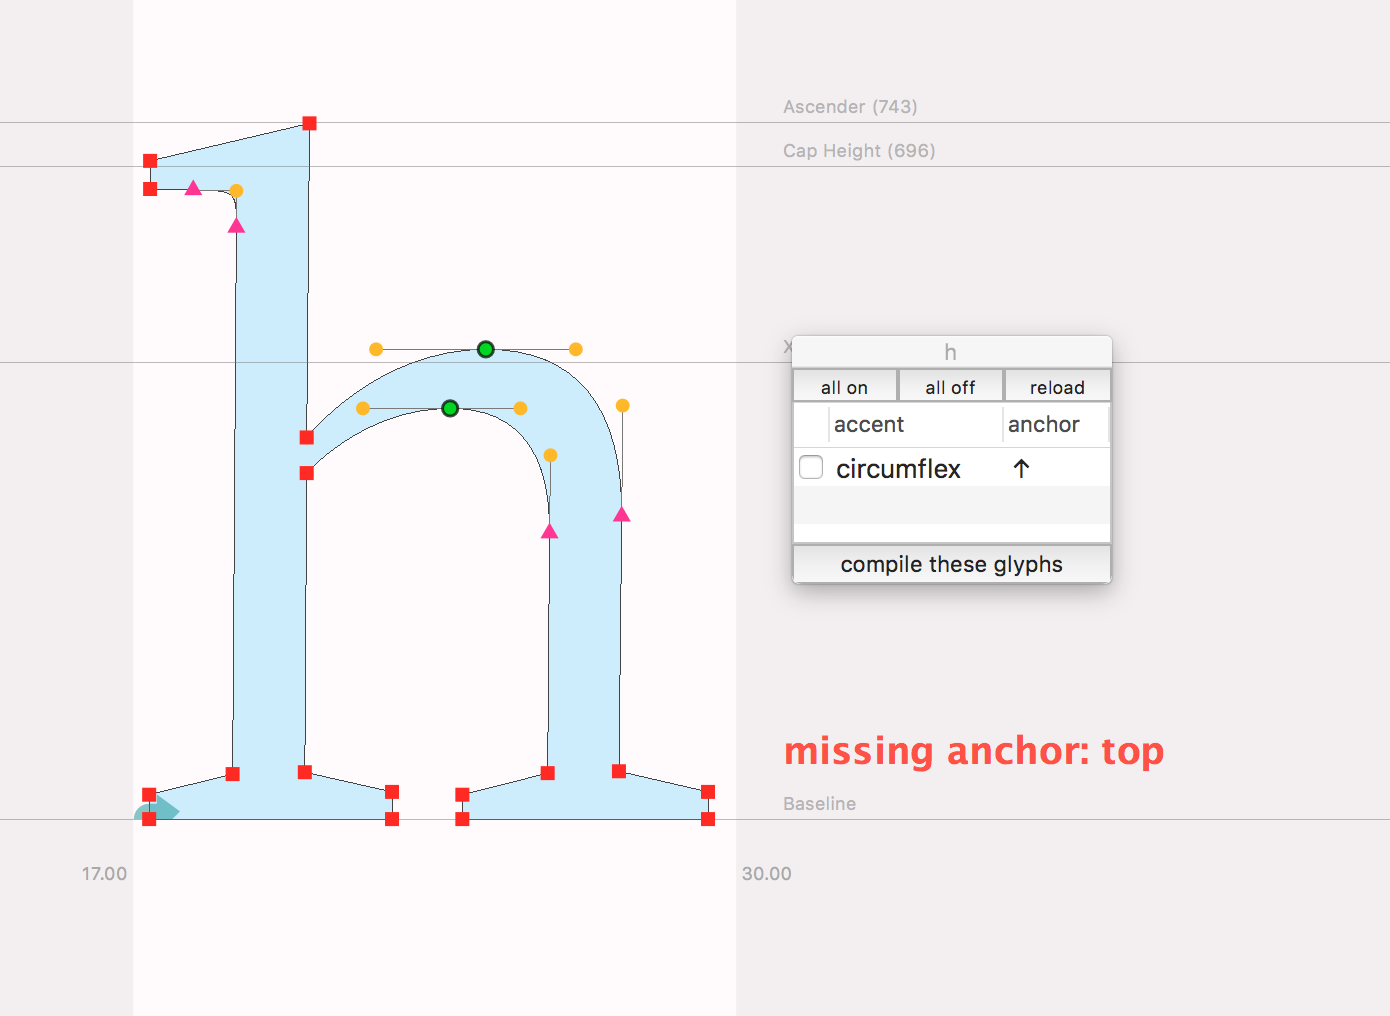 Ascender (743)
Cap Height (696)
X
h
all on all off reload
accent anchor
circumflex ↑
compile these glyphs
missing anchor: top
Baseline
17.00 30.00